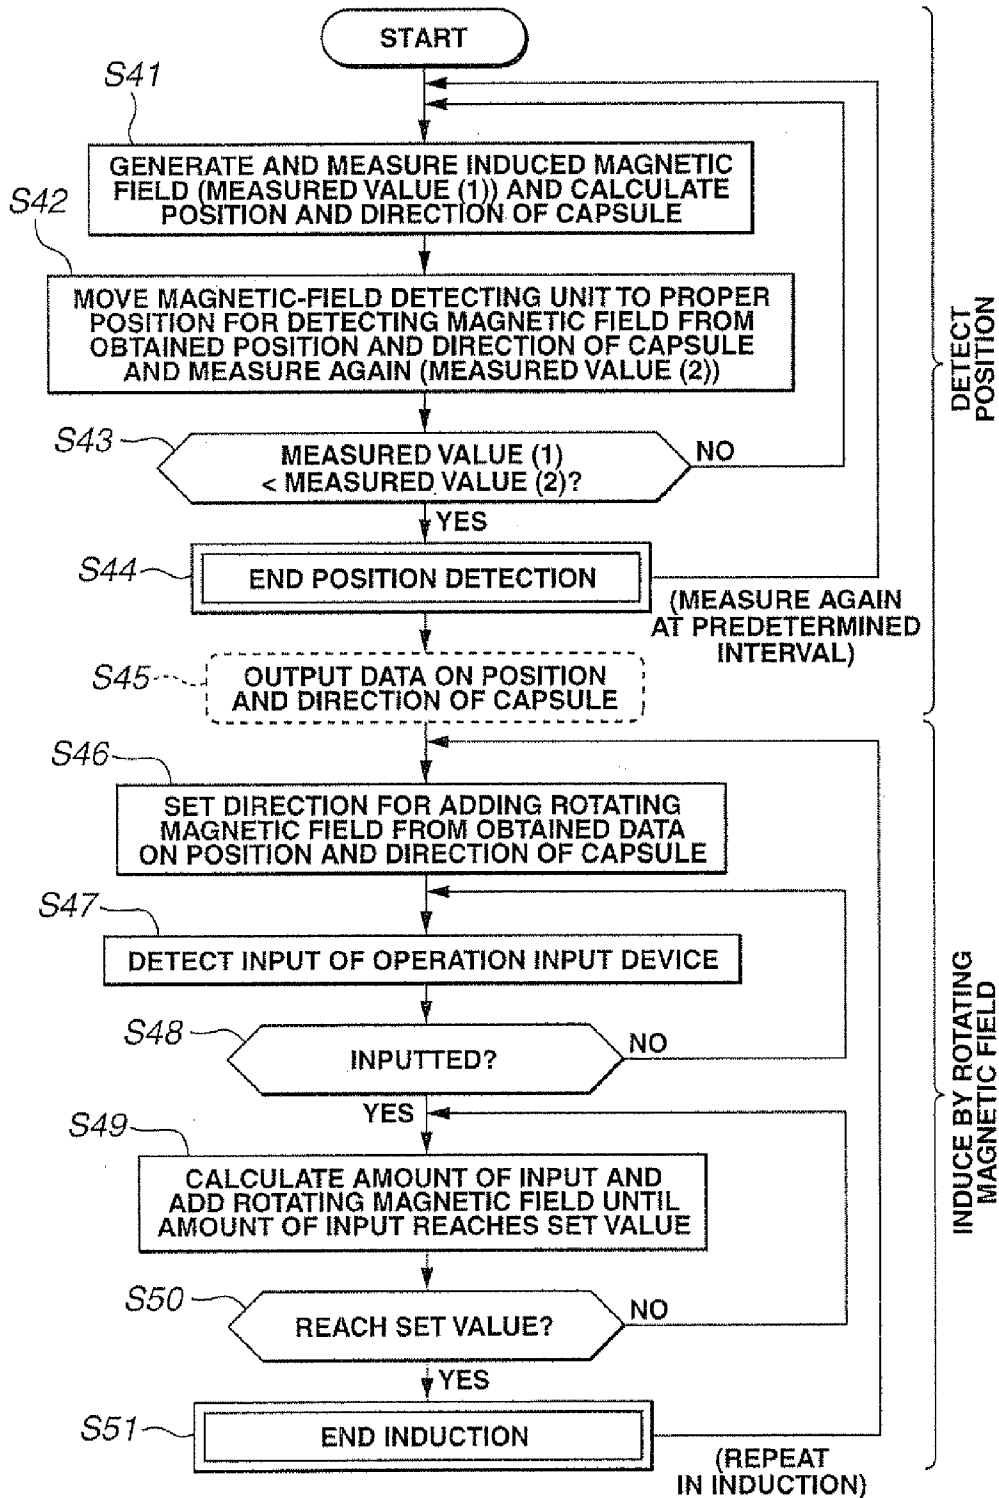 START
S41
GENERATE AND MEASURE INDUCED MAGNETIC
FIELD (MEASURED VALUE (1)) AND CALCULATE
POSITION AND DIRECTION OF CAPSULE
S42
MOVE MAGNETIC-FIELD DETECTING UNIT TO PROPER
POSITION FOR DETECTING MAGNETIC FIELD FROM
OBTAINED POSITION AND DIRECTION OF CAPSULE
AND MEASURE AGAIN (MEASURED VALUE (2))
S43
MEASURED VALUE (1)
< MEASURED VALUE (2)?
NO
YES
S44
END POSITION DETECTION
(MEASURE AGAIN
AT PREDETERMINED
INTERVAL)
S45
OUTPUT DATA ON POSITION
AND DIRECTION OF CAPSULE
DETECT
POSITION
S46
SET DIRECTION FOR ADDING ROTATING
MAGNETIC FIELD FROM OBTAINED DATA
ON POSITION AND DIRECTION OF CAPSULE
S47
DETECT INPUT OF OPERATION INPUT DEVICE
S48
INPUTTED?
NO
YES
S49
CALCULATE AMOUNT OF INPUT AND
ADD ROTATING MAGNETIC FIELD UNTIL
AMOUNT OF INPUT REACHES SET VALUE
S50
REACH SET VALUE?
NO
YES
S51
END INDUCTION
(REPEAT
IN INDUCTION)
INDUCE BY ROTATING
MAGNETIC FIELD